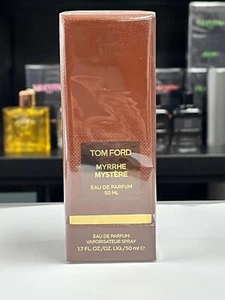 TOM FORD
MYRRHE
MYSTÈRE
EAU DE PARFUM
50 ML
EAU DE PARFUM
VAPORISATEUR SPRAY
1.7 FL.OZ./OZ. LIQ./50 ml ℮